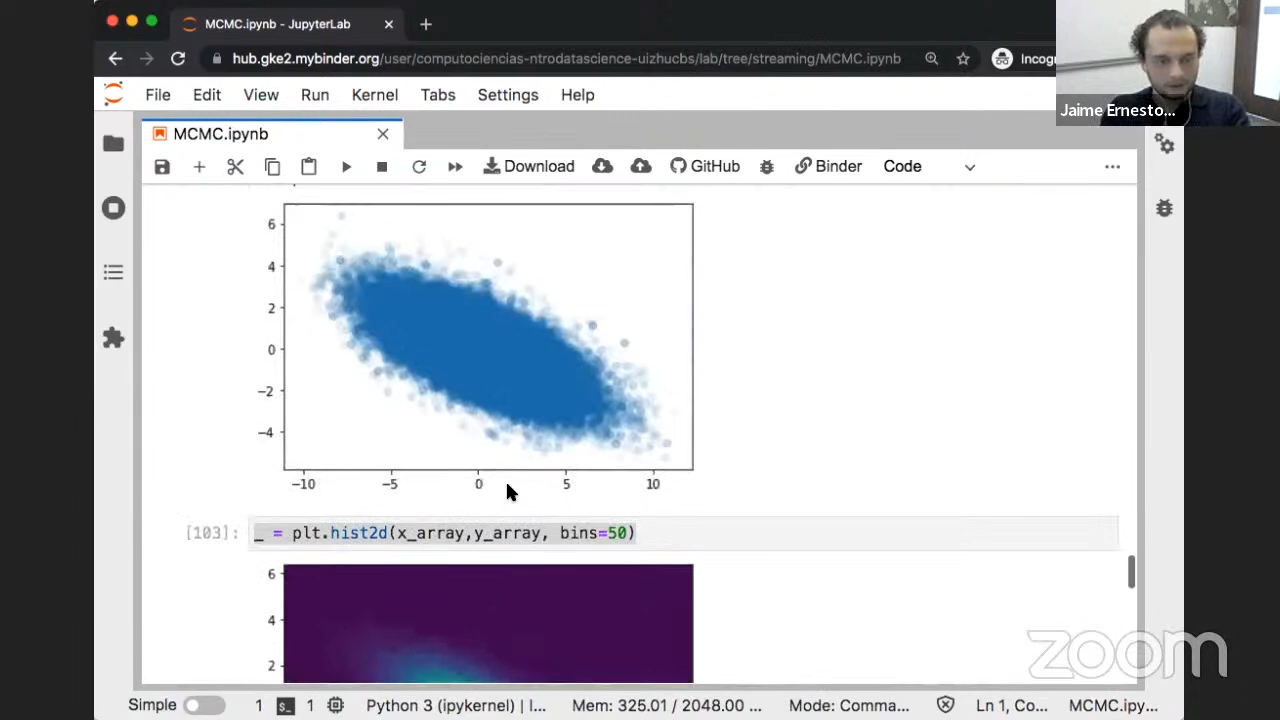 MCMC.ipynb - JupyterLab
hub.gke2.mybinder.org/user/computociencias-ntrodatascience-uizhucbs/lab/tree/streaming/MCMC.ipynb
Incogn
Jaime Ernesto...
File Edit View Run Kernel Tabs Settings Help
MCMC.ipynb
Download GitHub Binder Code
6
4
2
0
−2
−4
−10 −5 0 5 10
[103]: _ = plt.hist2d(x_array,y_array, bins=50)
6
4
2
zoom
Simple 1 $_ 1 Python 3 (ipykernel) | I... Mem: 325.01 / 2048.00 ... Mode: Comma... Ln 1, Co... MCMC.ipy...